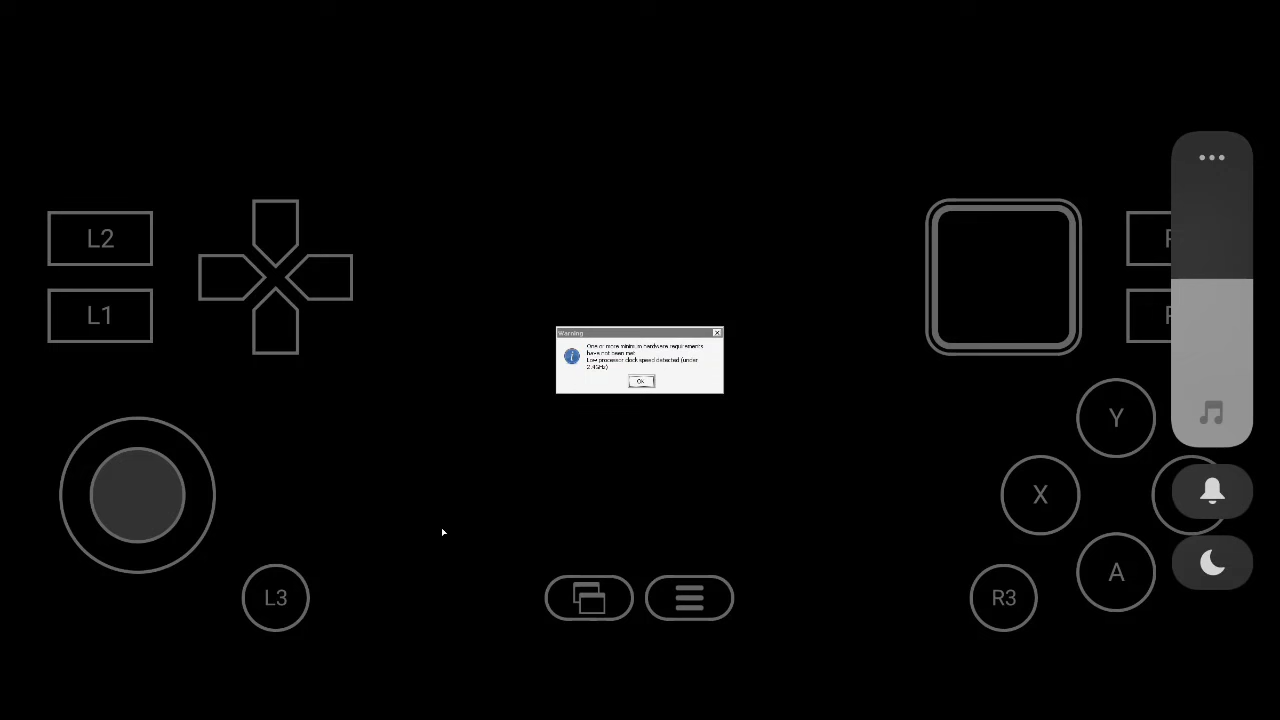 L2
L1
Warning
One or more minimum hardware requirements
have not been met
Low processor clock speed detected (under
2.4GHz)
OK
Y
X
A
L3
R3